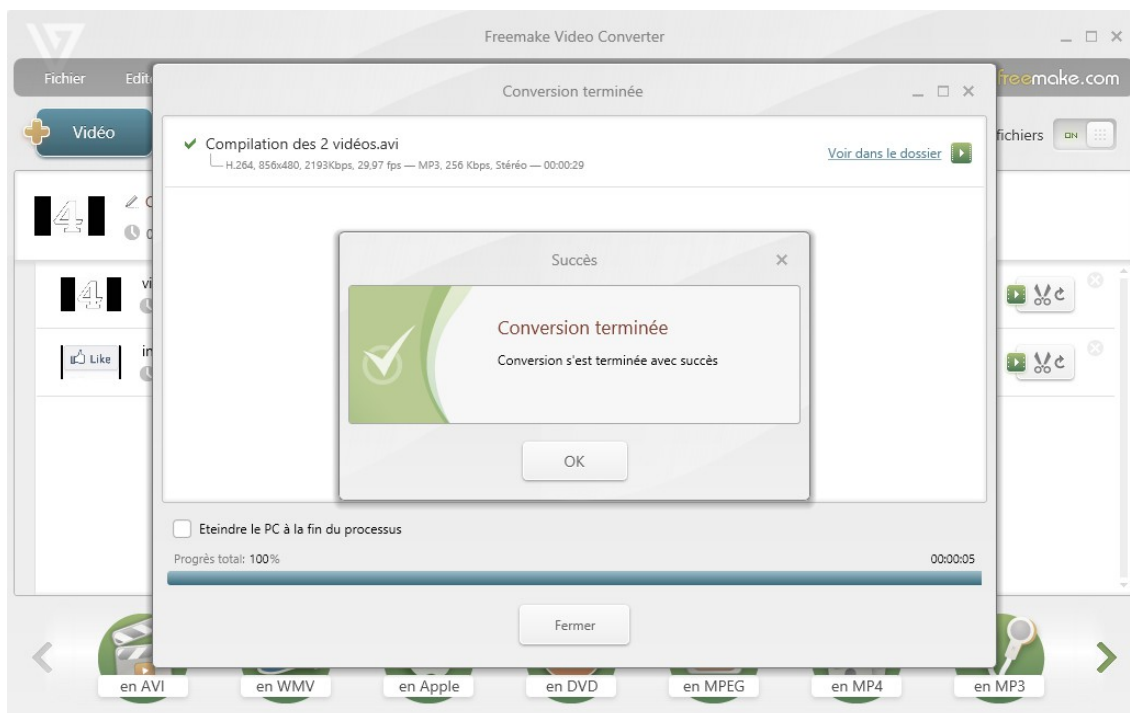 Freemake Video Converter
Fichier
freemake.com
Conversion terminée
Vidéo
fichiers ON
Compilation des 2 vidéos.avi
H.264, 856x480, 2193Kbps, 29,97 fps — MP3, 256 Kbps, Stéréo — 00:00:29
Voir dans le dossier
4
4
Like
Succès
Conversion terminée
Conversion s'est terminée avec succès
OK
Eteindre le PC à la fin du processus
Progrès total: 100%
00:00:05
Fermer
en AVI
en WMV
en Apple
en DVD
en MPEG
en MP4
en MP3